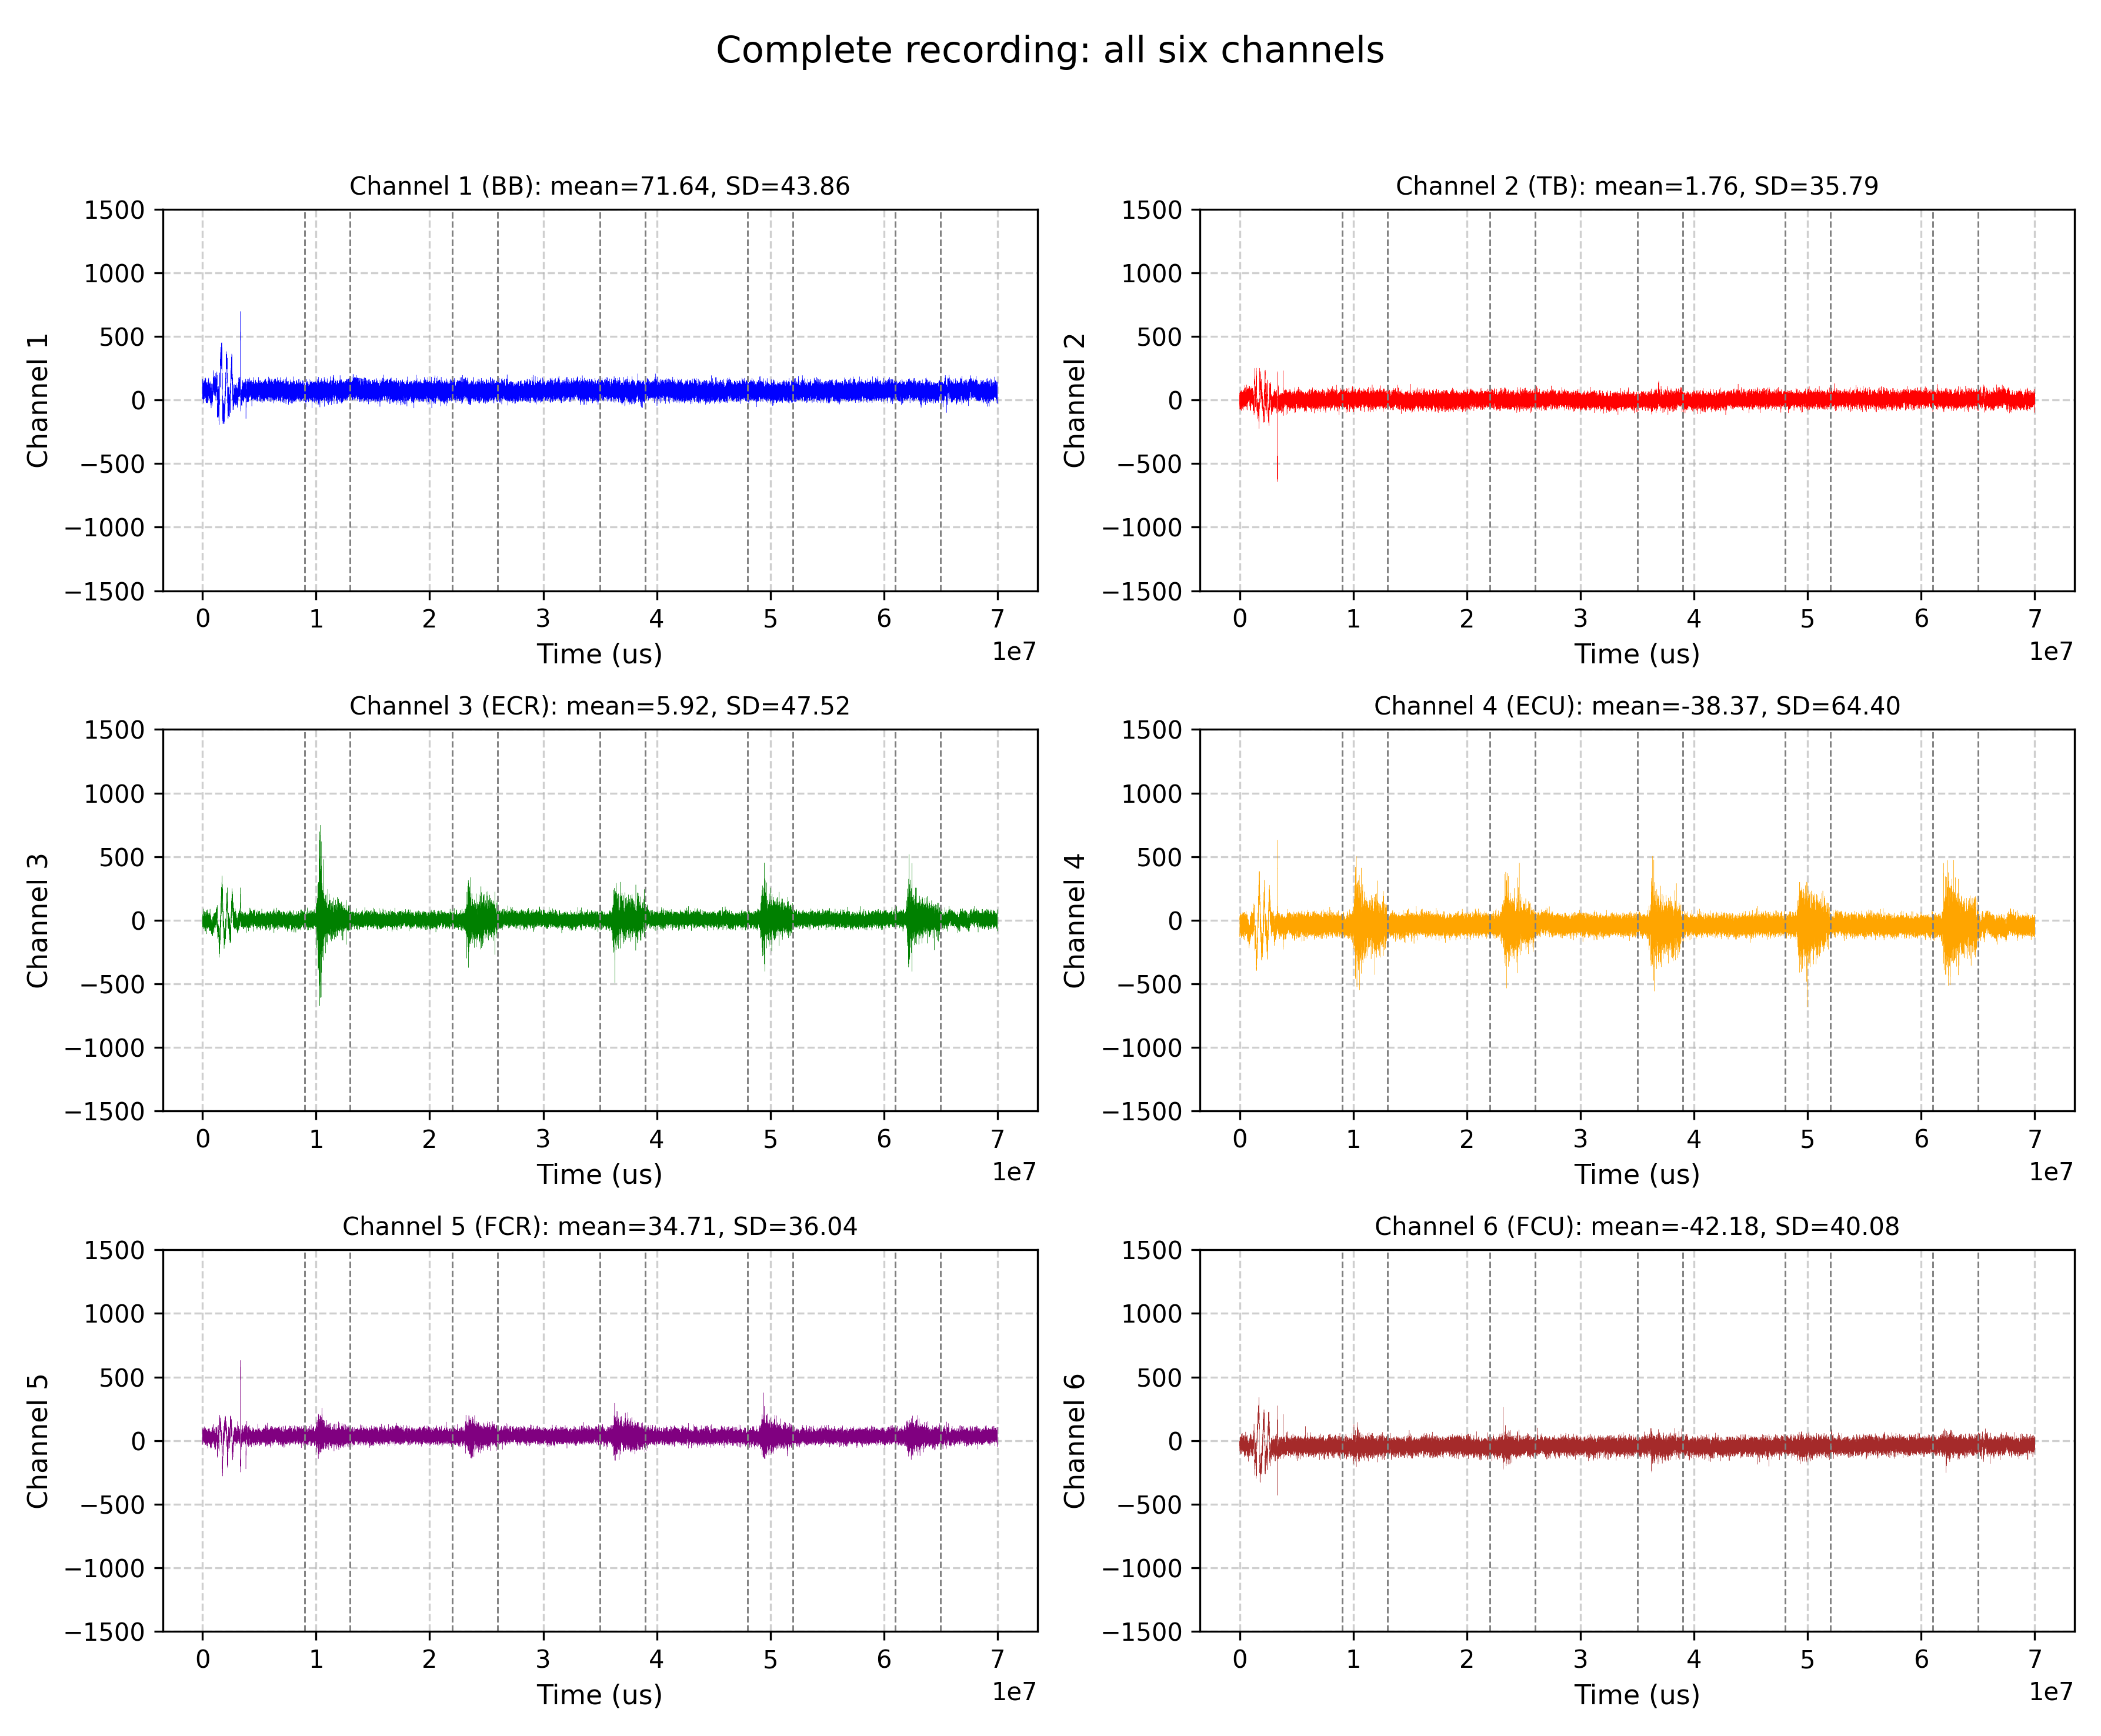 Complete recording: all six channels
Channel 1 (BB): mean=71.64, SD=43.86
Channel 1
1500
1000
500
0
−500
−1000
−1500
0 1 2 3 4 5 6 7
1e7
Time (us)
Channel 2 (TB): mean=1.76, SD=35.79
Channel 2
1500
1000
500
0
−500
−1000
−1500
0 1 2 3 4 5 6 7
1e7
Time (us)
Channel 3 (ECR): mean=5.92, SD=47.52
Channel 3
1500
1000
500
0
−500
−1000
−1500
0 1 2 3 4 5 6 7
1e7
Time (us)
Channel 4 (ECU): mean=-38.37, SD=64.40
Channel 4
1500
1000
500
0
−500
−1000
−1500
0 1 2 3 4 5 6 7
1e7
Time (us)
Channel 5 (FCR): mean=34.71, SD=36.04
Channel 5
1500
1000
500
0
−500
−1000
−1500
0 1 2 3 4 5 6 7
1e7
Time (us)
Channel 6 (FCU): mean=-42.18, SD=40.08
Channel 6
1500
1000
500
0
−500
−1000
−1500
0 1 2 3 4 5 6 7
1e7
Time (us)